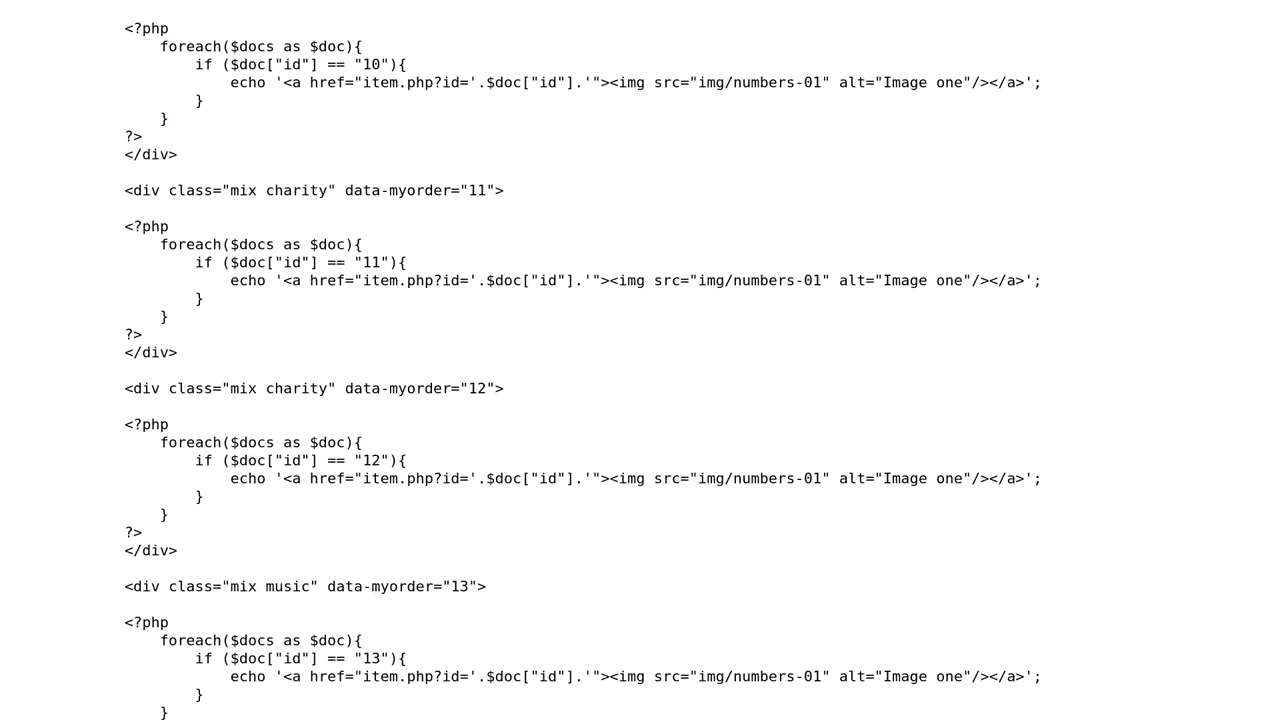 <?php
    foreach($docs as $doc){
        if ($doc["id"] == "10"){
            echo '<a href="item.php?id='.$doc["id"].'"><img src="img/numbers-01" alt="Image one"/></a>';
        }
    }
?>
</div>

<div class="mix charity" data-myorder="11">

<?php
    foreach($docs as $doc){
        if ($doc["id"] == "11"){
            echo '<a href="item.php?id='.$doc["id"].'"><img src="img/numbers-01" alt="Image one"/></a>';
        }
    }
?>
</div>

<div class="mix charity" data-myorder="12">

<?php
    foreach($docs as $doc){
        if ($doc["id"] == "12"){
            echo '<a href="item.php?id='.$doc["id"].'"><img src="img/numbers-01" alt="Image one"/></a>';
        }
    }
?>
</div>

<div class="mix music" data-myorder="13">

<?php
    foreach($docs as $doc){
        if ($doc["id"] == "13"){
            echo '<a href="item.php?id='.$doc["id"].'"><img src="img/numbers-01" alt="Image one"/></a>';
        }
    }